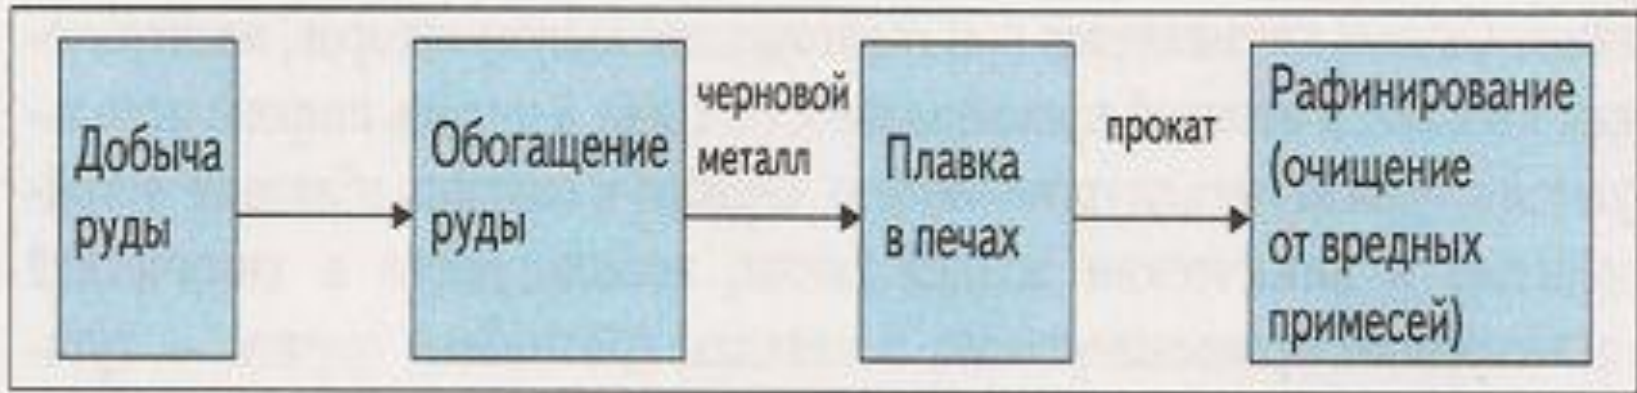 Добыча
руды
Обогащение
руды
черновой
металл
Плавка
в печах
прокат
Рафинирование
(очищение
от вредных
примесей)